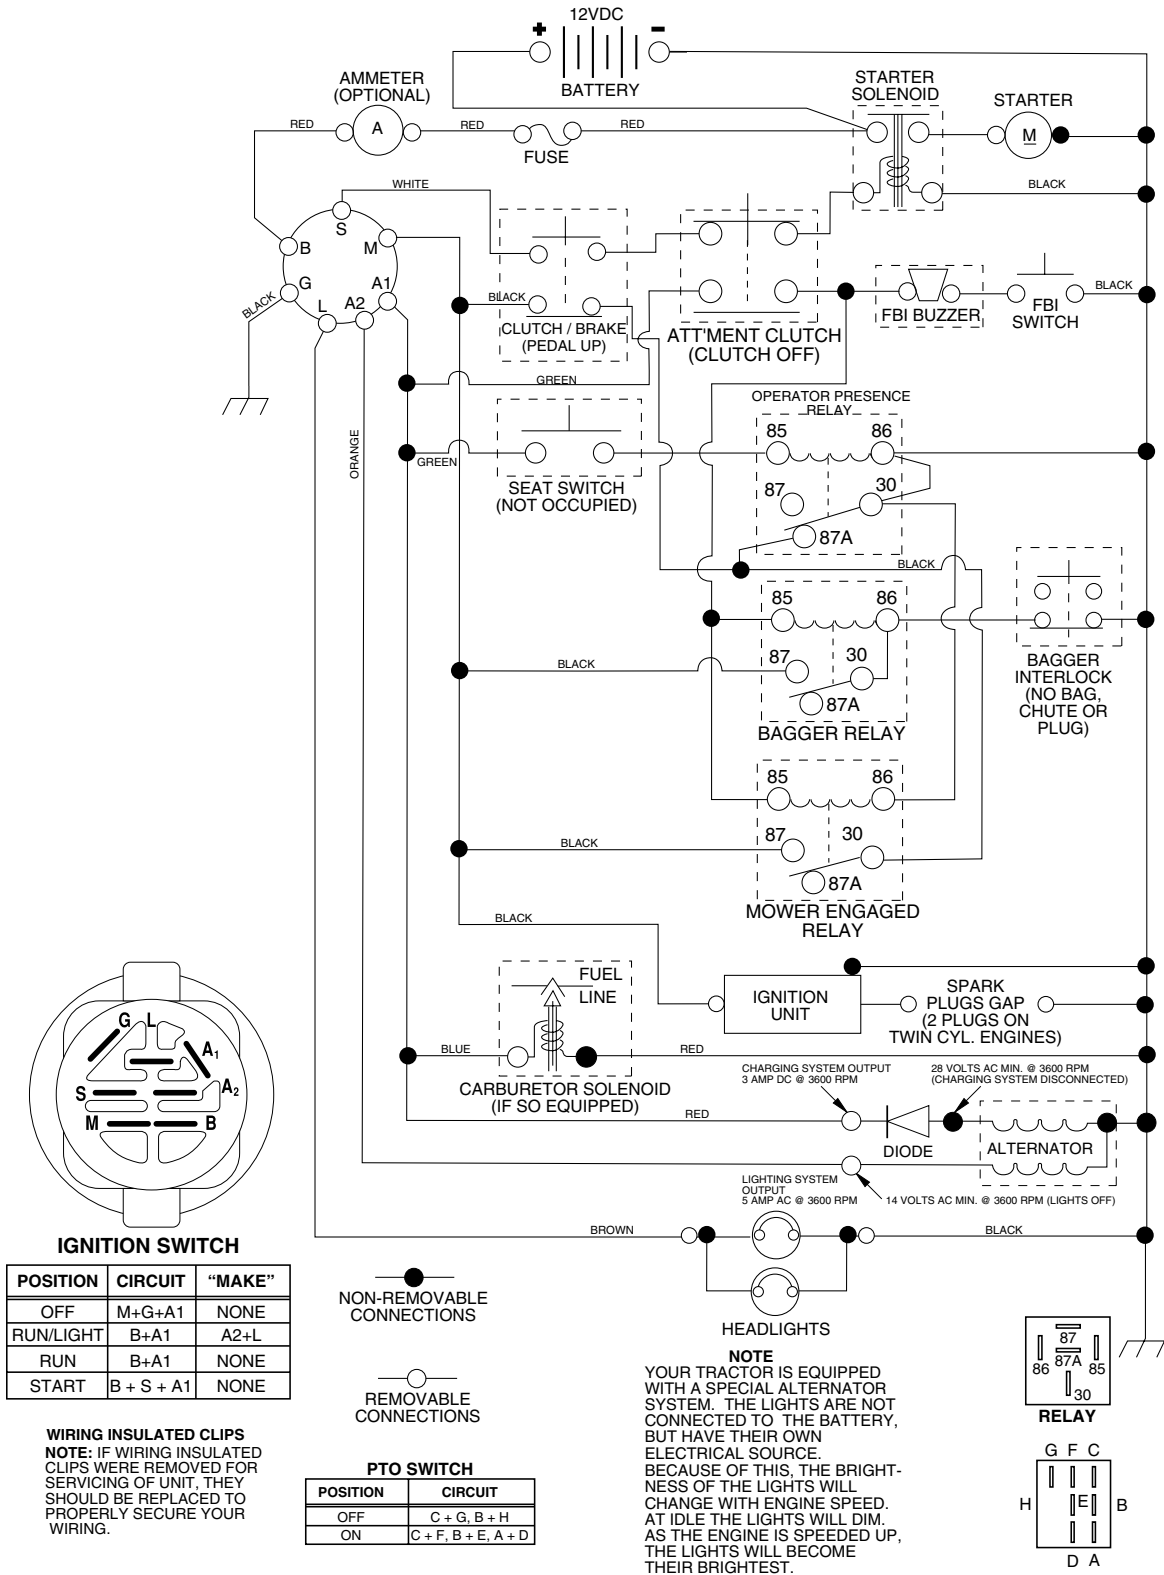 12VDC
+
–
BATTERY
AMMETER
(OPTIONAL)
STARTER
SOLENOID
STARTER
RED
A
RED
FUSE
RED
M
WHITE
BLACK
S
B
M
G
A1
L
A2
BLACK
BLACK
CLUTCH / BRAKE
(PEDAL UP)
ATT'MENT CLUTCH
(CLUTCH OFF)
FBI BUZZER
FBI
SWITCH
BLACK
GREEN
ORANGE
GREEN
SEAT SWITCH
(NOT OCCUPIED)
OPERATOR PRESENCE
RELAY
85
86
87
30
87A
BLACK
85
86
87
30
87A
BLACK
BAGGER RELAY
BAGGER
INTERLOCK
(NO BAG,
CHUTE OR
PLUG)
85
86
87
30
87A
BLACK
MOWER ENGAGED
RELAY
BLACK
FUEL
LINE
IGNITION
UNIT
SPARK
PLUGS GAP
(2 PLUGS ON
TWIN CYL. ENGINES)
BLUE
RED
CARBURETOR SOLENOID
(IF SO EQUIPPED)
CHARGING SYSTEM OUTPUT
3 AMP DC @ 3600 RPM
28 VOLTS AC MIN. @ 3600 RPM
(CHARGING SYSTEM DISCONNECTED)
RED
DIODE
ALTERNATOR
LIGHTING SYSTEM
OUTPUT
5 AMP AC @ 3600 RPM
14 VOLTS AC MIN. @ 3600 RPM (LIGHTS OFF)
BROWN
BLACK
HEADLIGHTS
G L
A1
S
A2
M
B
IGNITION SWITCH
POSITION CIRCUIT “MAKE”
OFF M+G+A1 NONE
RUN/LIGHT B+A1 A2+L
RUN B+A1 NONE
START B + S + A1 NONE
WIRING INSULATED CLIPS
NOTE: IF WIRING INSULATED
CLIPS WERE REMOVED FOR
SERVICING OF UNIT, THEY
SHOULD BE REPLACED TO
PROPERLY SECURE YOUR
WIRING.
NON-REMOVABLE
CONNECTIONS
REMOVABLE
CONNECTIONS
PTO SWITCH
POSITION CIRCUIT
OFF C + G, B + H
ON C + F, B + E, A + D
NOTE
YOUR TRACTOR IS EQUIPPED
WITH A SPECIAL ALTERNATOR
SYSTEM. THE LIGHTS ARE NOT
CONNECTED TO THE BATTERY,
BUT HAVE THEIR OWN
ELECTRICAL SOURCE.
BECAUSE OF THIS, THE BRIGHT-
NESS OF THE LIGHTS WILL
CHANGE WITH ENGINE SPEED.
AT IDLE THE LIGHTS WILL DIM.
AS THE ENGINE IS SPEEDED UP,
THE LIGHTS WILL BECOME
THEIR BRIGHTEST.
87
86 87A 85
30
RELAY
G F C
H E B
D A